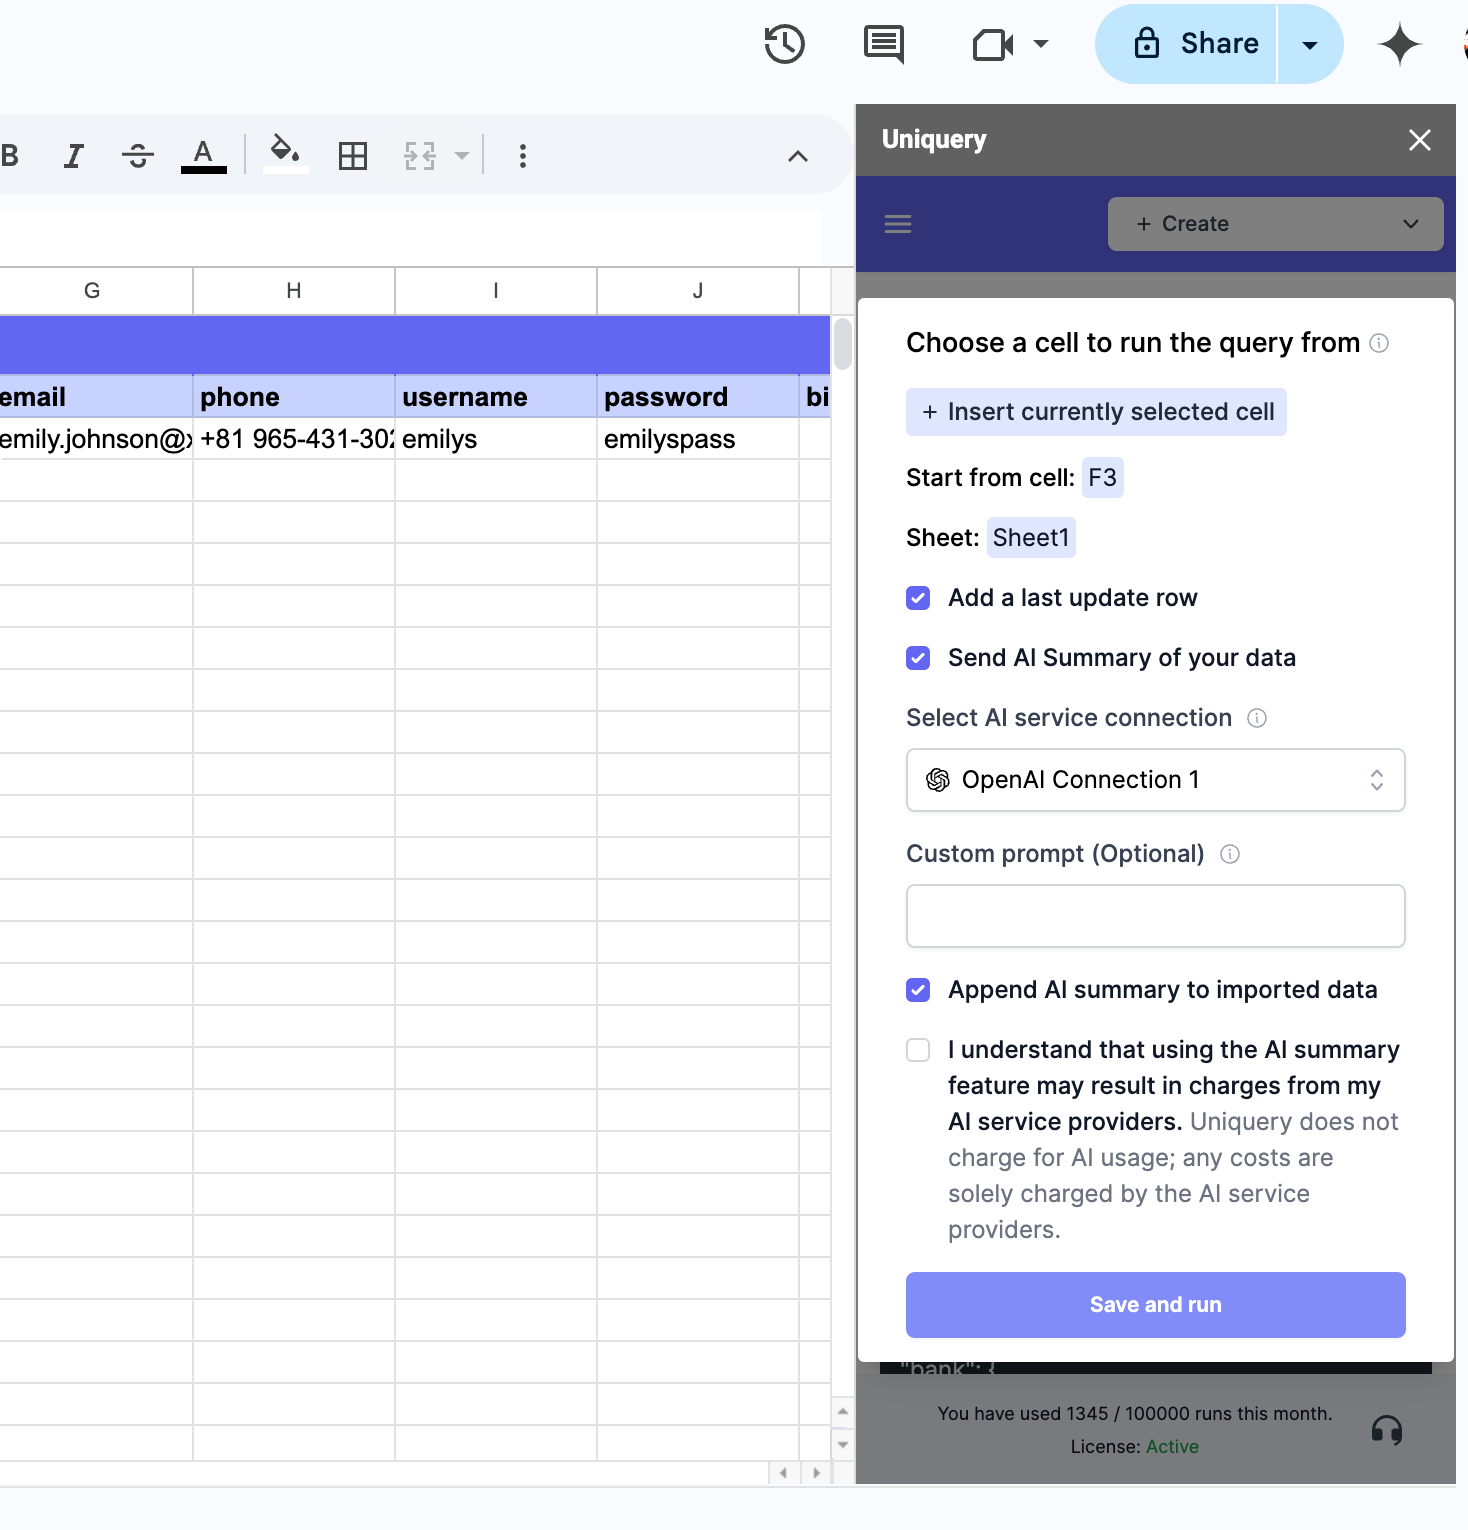 Share
B I S A
Uniquery
+ Create
G H I J
email phone username password bi
emily.johnson@x +81 965-431-302 emilys emilyspass
Choose a cell to run the query from
+ Insert currently selected cell
Start from cell: F3
Sheet: Sheet1
Add a last update row
Send AI Summary of your data
Select AI service connection
OpenAI Connection 1
Custom prompt (Optional)
Append AI summary to imported data
I understand that using the AI summary
feature may result in charges from my
AI service providers. Uniquery does not
charge for AI usage; any costs are
solely charged by the AI service
providers.
Save and run
"bank": {
You have used 1345 / 100000 runs this month.
License: Active